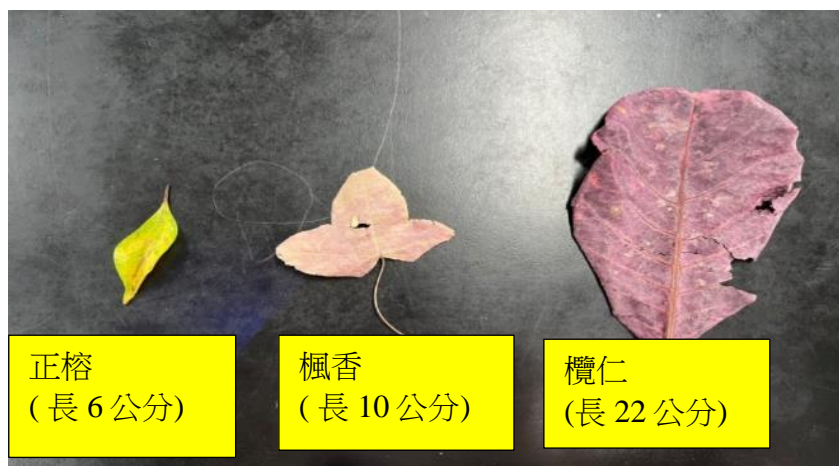 正榕
( 長 6 公分)
楓香
( 長 10 公分)
欖仁
(長 22 公分)